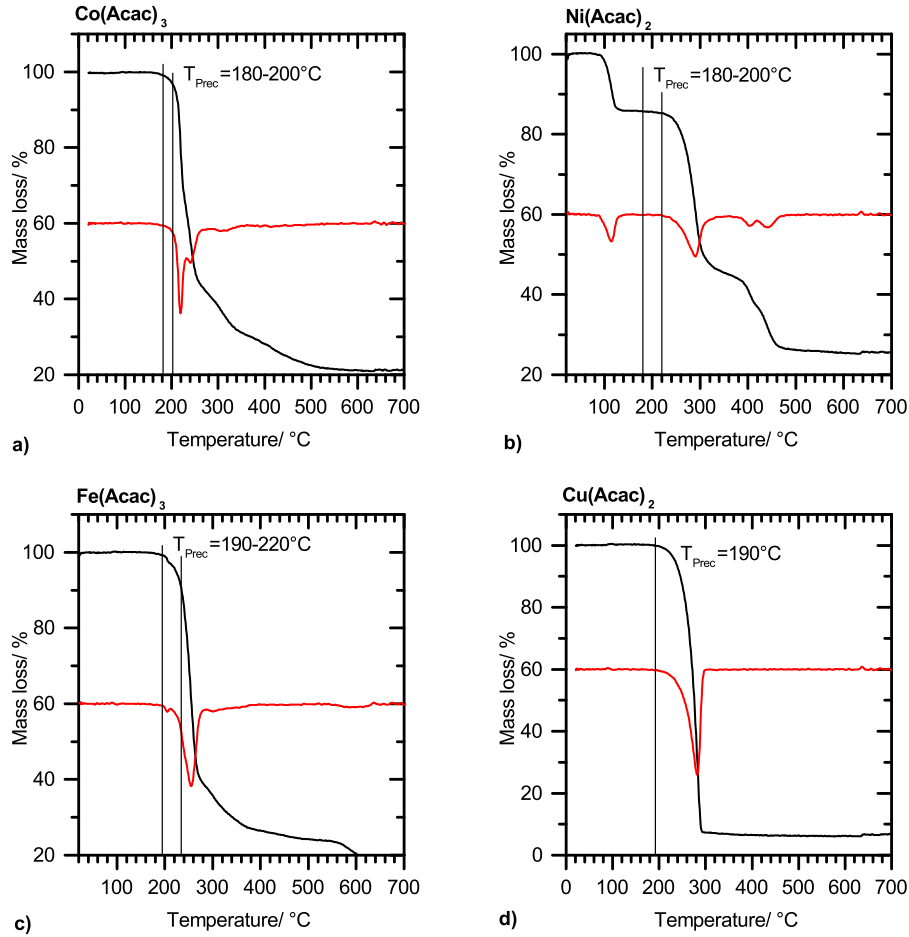 Co(Acac)3
T Prec =180-200°C
Mass loss/ %
100
80
60
40
20
0 100 200 300 400 500 600 700
Temperature/ °C
a)
Ni(Acac)2
T Prec =180-200°C
Mass loss/ %
100
80
60
40
20
100 200 300 400 500 600 700
Temperature/ °C
b)
Fe(Acac)3
T Prec =190-220°C
Mass loss/ %
100
80
60
40
20
100 200 300 400 500 600 700
Temperature/ °C
c)
Cu(Acac)2
T Prec =190°C
Mass loss/ %
100
80
60
40
20
0
0 100 200 300 400 500 600 700
Temperature/ °C
d)